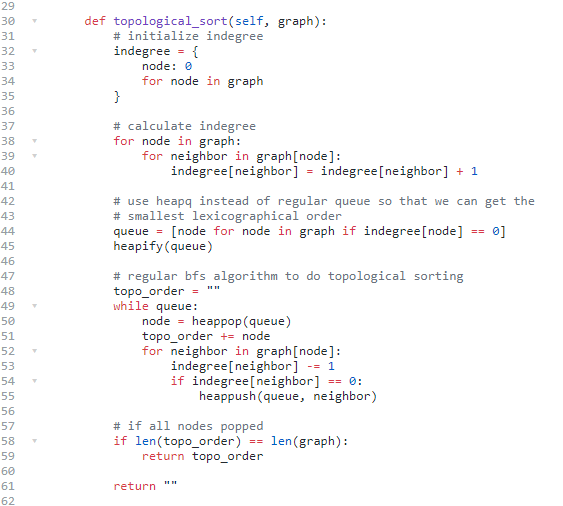 29
30 def topological_sort(self, graph):
31 # initialize indegree
32 indegree = {
33 node: 0
34 for node in graph
35 }
36
37 # calculate indegree
38 for node in graph:
39 for neighbor in graph[node]:
40 indegree[neighbor] = indegree[neighbor] + 1
41
42 # use heapq instead of regular queue so that we can get the
43 # smallest lexicographical order
44 queue = [node for node in graph if indegree[node] == 0]
45 heapify(queue)
46
47 # regular bfs algorithm to do topological sorting
48 topo_order = ""
49 while queue:
50 node = heappop(queue)
51 topo_order += node
52 for neighbor in graph[node]:
53 indegree[neighbor] -= 1
54 if indegree[neighbor] == 0:
55 heappush(queue, neighbor)
56
57 # if all nodes popped
58 if len(topo_order) == len(graph):
59 return topo_order
60
61 return ""
62